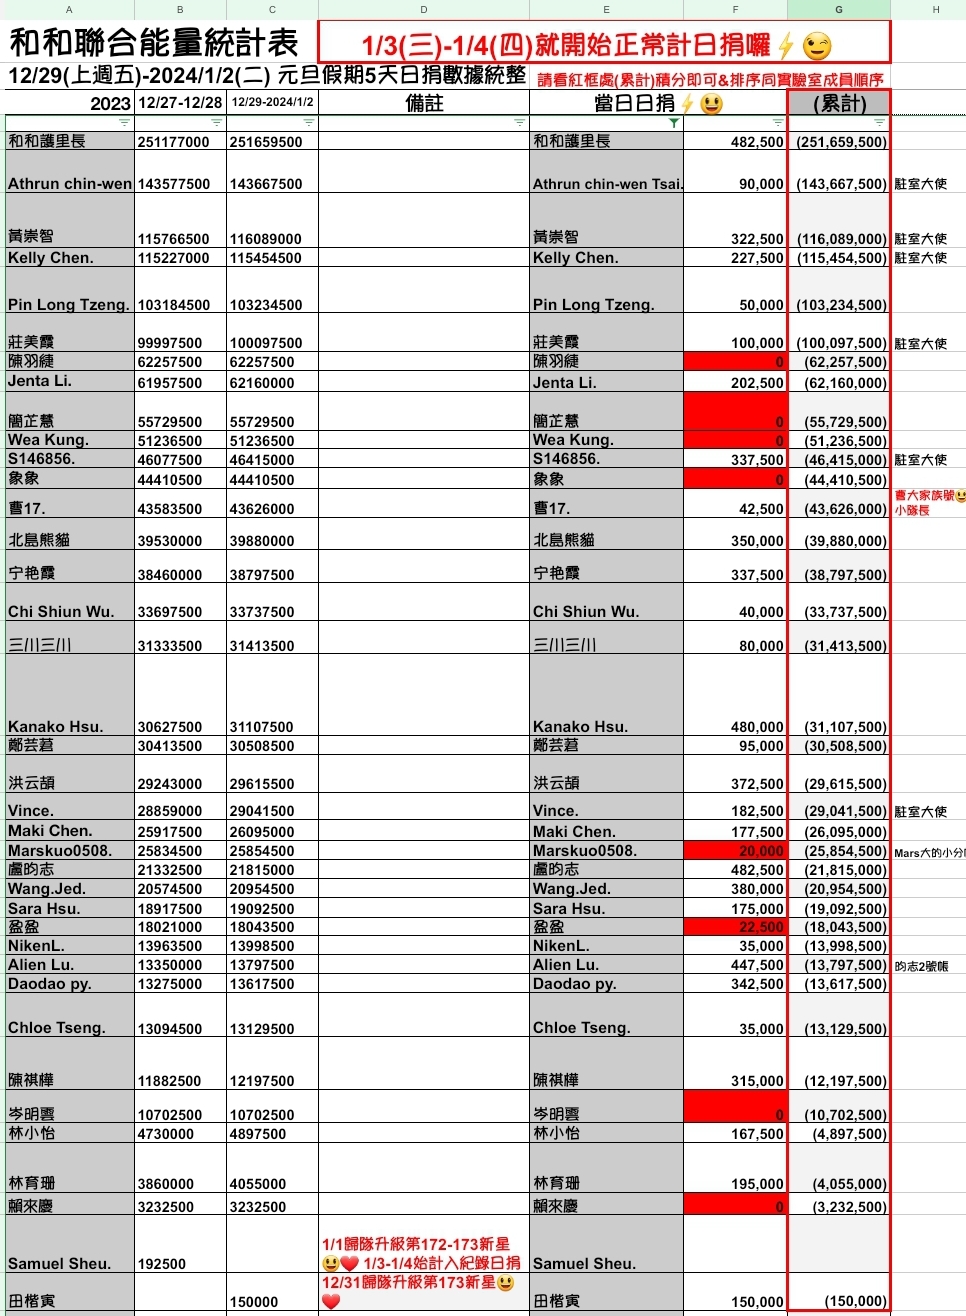 A B C D E F G H
和和聯合能量統計表 1/3(三)-1/4(四)就開始正常計日捐囉⚡😉
12/29(上週五)-2024/1/2(二) 元旦假期5天日捐數據統整 請看紅框處(累計)積分即可&排序同實驗室成員順序
2023 12/27-12/28 12/29-2024/1/2 備註 當日日捐⚡😃 (累計)
和和護里長 251177000 251659500 和和護里長 482,500 (251,659,500)
Athrun chin-wen 143577500 143667500 Athrun chin-wen Tsai. 90,000 (143,667,500) 駐室大使
黃崇智 115766500 116089000 黃崇智 322,500 (116,089,000) 駐室大使
Kelly Chen. 115227000 115454500 Kelly Chen. 227,500 (115,454,500) 駐室大使
Pin Long Tzeng. 103184500 103234500 Pin Long Tzeng. 50,000 (103,234,500)
莊美霞 99997500 100097500 莊美霞 100,000 (100,097,500) 駐室大使
陳羽緁 62257500 62257500 陳羽緁 0 (62,257,500)
Jenta Li. 61957500 62160000 Jenta Li. 202,500 (62,160,000)
簡芷慧 55729500 55729500 簡芷慧 0 (55,729,500)
Wea Kung. 51236500 51236500 Wea Kung. 0 (51,236,500)
S146856. 46077500 46415000 S146856. 337,500 (46,415,000) 駐室大使
象象 44410500 44410500 象象 0 (44,410,500)
曹17. 43583500 43626000 曹17. 42,500 (43,626,000) 曹大家族號😃
小隊長
北島熊貓 39530000 39880000 北島熊貓 350,000 (39,880,000)
宁艳霞 38460000 38797500 宁艳霞 337,500 (38,797,500)
Chi Shiun Wu. 33697500 33737500 Chi Shiun Wu. 40,000 (33,737,500)
三川三川 31333500 31413500 三川三川 80,000 (31,413,500)
Kanako Hsu. 30627500 31107500 Kanako Hsu. 480,000 (31,107,500)
鄭芸莙 30413500 30508500 鄭芸莙 95,000 (30,508,500)
洪云頡 29243000 29615500 洪云頡 372,500 (29,615,500)
Vince. 28859000 29041500 Vince. 182,500 (29,041,500) 駐室大使
Maki Chen. 25917500 26095000 Maki Chen. 177,500 (26,095,000)
Marskuo0508. 25834500 25854500 Marskuo0508. 20,000 (25,854,500) Mars大的小分
盧昀志 21332500 21815000 盧昀志 482,500 (21,815,000)
Wang.Jed. 20574500 20954500 Wang.Jed. 380,000 (20,954,500)
Sara Hsu. 18917500 19092500 Sara Hsu. 175,000 (19,092,500)
盈盈 18021000 18043500 盈盈 22,500 (18,043,500)
NikenL. 13963500 13998500 NikenL. 35,000 (13,998,500)
Alien Lu. 13350000 13797500 Alien Lu. 447,500 (13,797,500) 昀志2號帳
Daodao py. 13275000 13617500 Daodao py. 342,500 (13,617,500)
Chloe Tseng. 13094500 13129500 Chloe Tseng. 35,000 (13,129,500)
陳祺樺 11882500 12197500 陳祺樺 315,000 (12,197,500)
岑明雲 10702500 10702500 岑明雲 0 (10,702,500)
林小怡 4730000 4897500 林小怡 167,500 (4,897,500)
林育珊 3860000 4055000 林育珊 195,000 (4,055,000)
賴來慶 3232500 3232500 賴來慶 0 (3,232,500)
1/1歸隊升級第172-173新星
Samuel Sheu. 192500 😃❤️ 1/3-1/4始計入紀錄日捐 Samuel Sheu.
12/31歸隊升級第173新星😃
田楷寅 150000 ❤️ 田楷寅 150,000 (150,000)